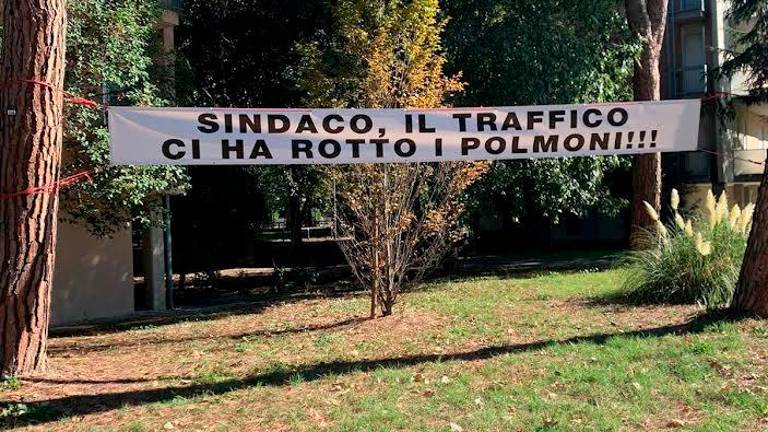 SINDACO, IL TRAFFICO
CI HA ROTTO I POLMONI!!!